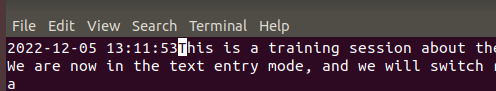 File Edit View Search Terminal Help
2022-12-05 13:11:53This is a training session about the
We are now in the text entry mode, and we will switch
a